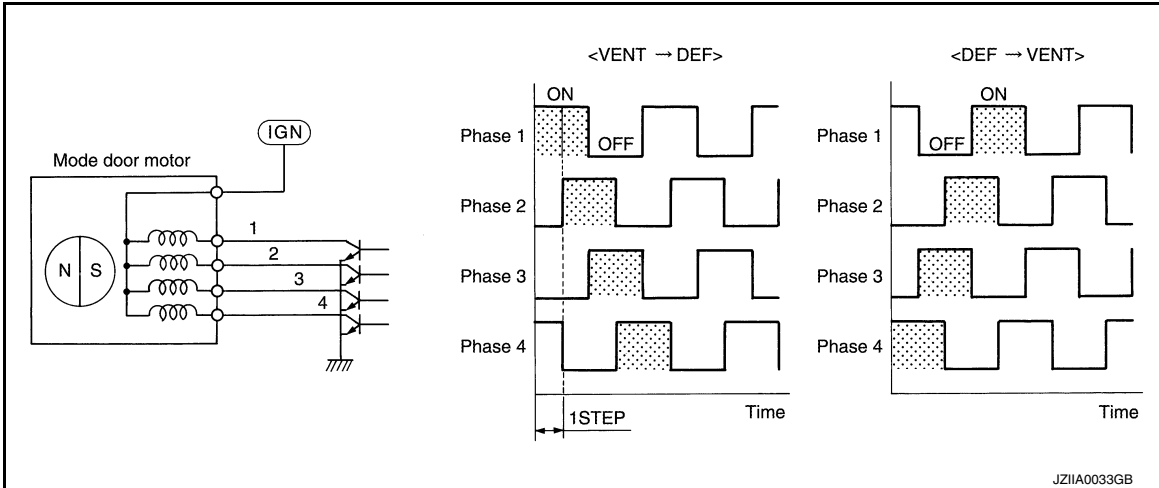 Mode door motor
IGN
N S
1
2
3
4
<VENT → DEF>
ON
Phase 1
OFF
Phase 2
Phase 3
Phase 4
Time
1STEP
<DEF → VENT>
ON
Phase 1
OFF
Phase 2
Phase 3
Phase 4
Time
JZIIA0033GB